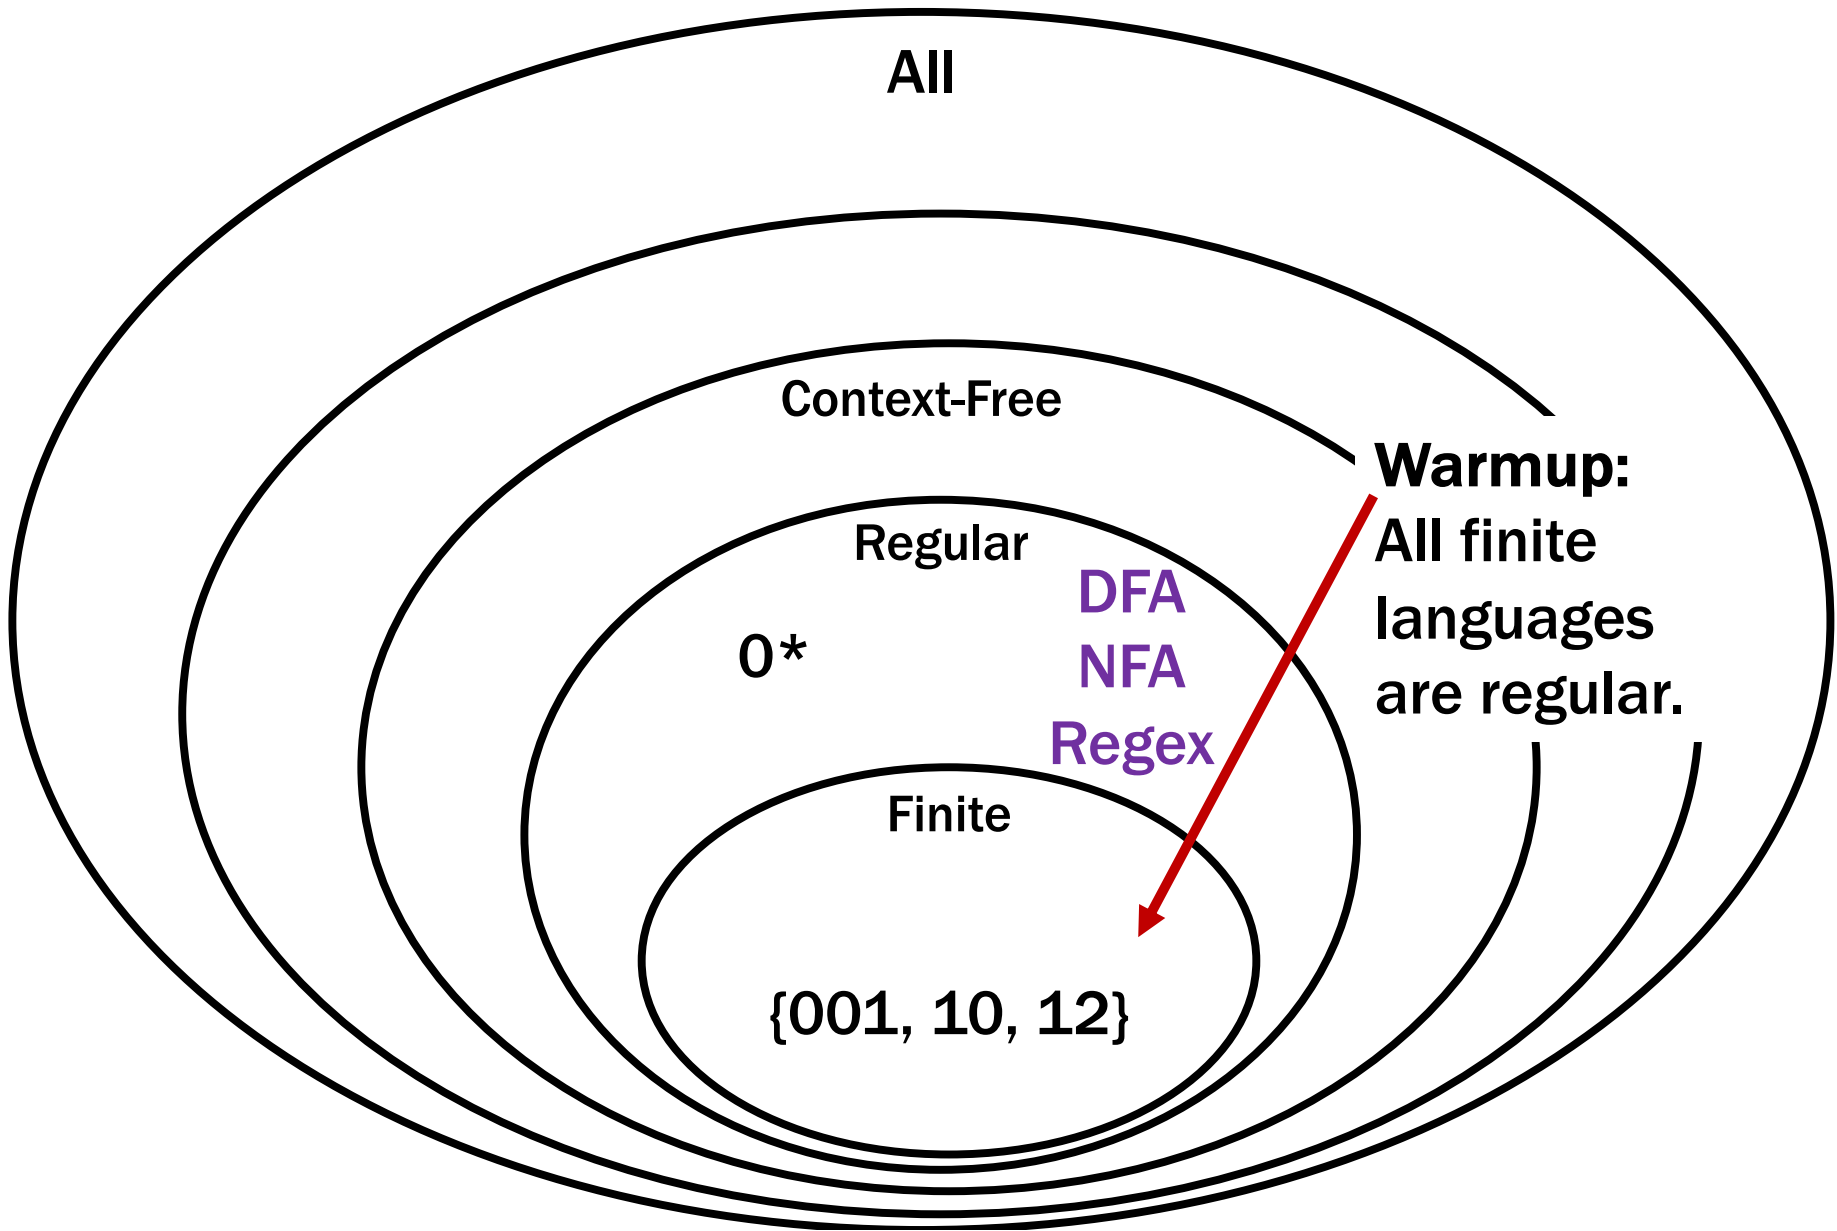 All
Context-Free
Warmup:
All finite
languages
are regular.
Regular
DFA
0*
NFA
Regex
Finite
{001, 10, 12}